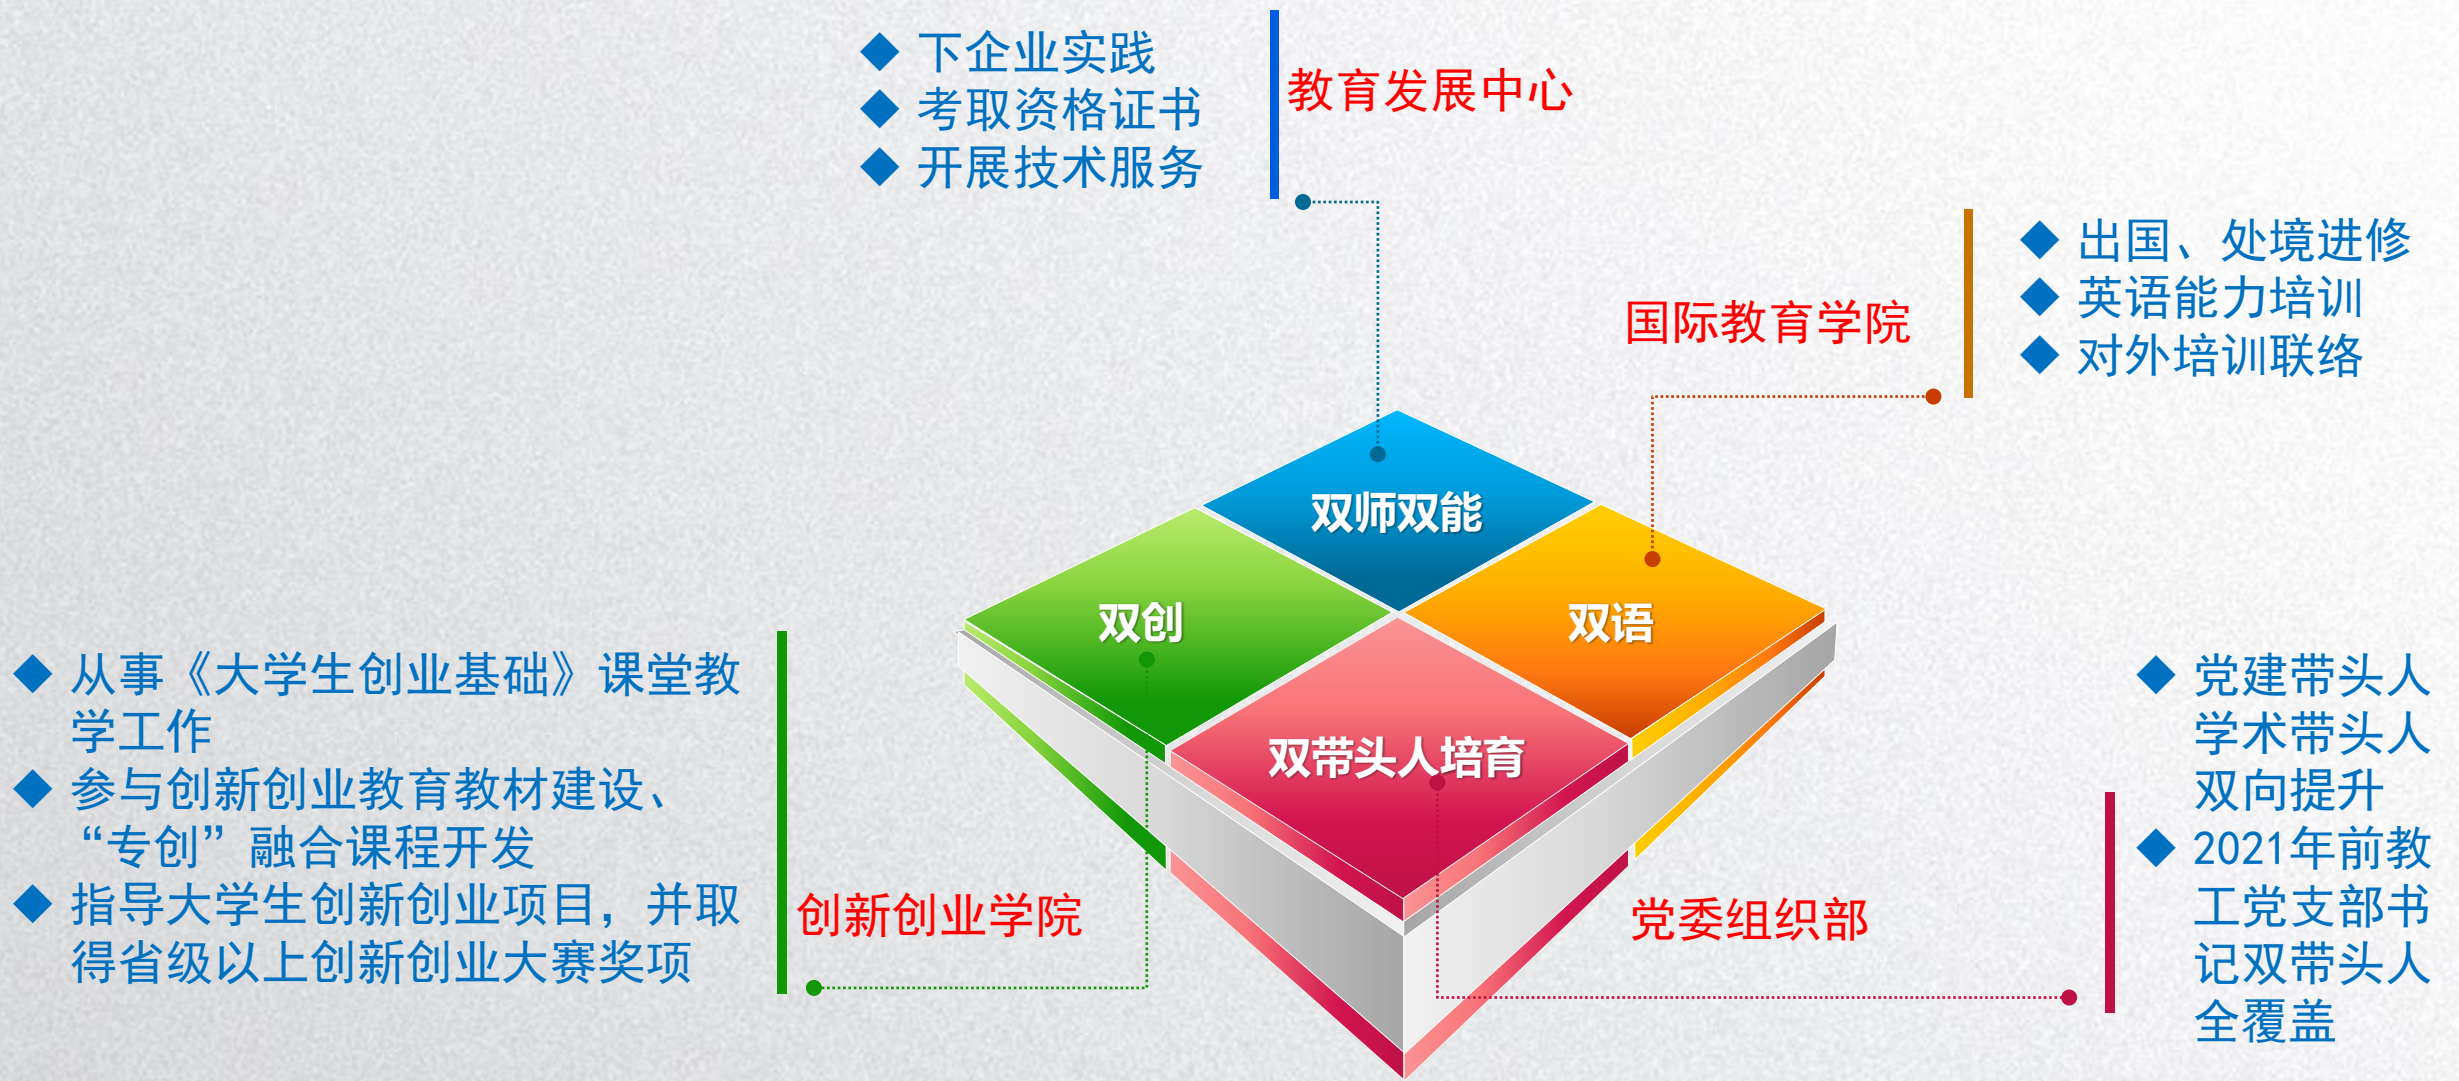 下企业实践
考取资格证书
开展技术服务
教育发展中心
国际教育学院
出国、处境进修
英语能力培训
对外培训联络
双师双能
双创
双语
双带头人培育
从事《大学生创业基础》课堂教
学工作
参与创新创业教育教材建设、
“专创”融合课程开发
指导大学生创新创业项目，并取
得省级以上创新创业大赛奖项
创新创业学院
党委组织部
党建带头人
学术带头人
双向提升
2021年前教
工党支部书
记双带头人
全覆盖